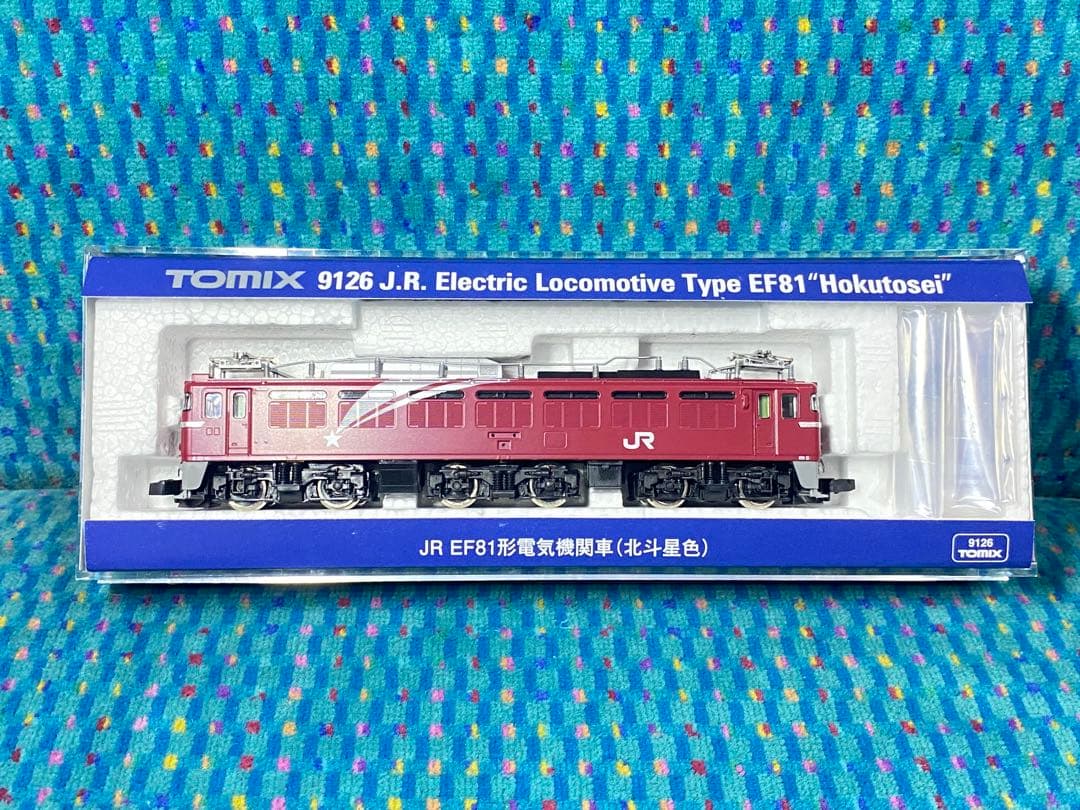 TOMIX 9126 J.R. Electric Locomotive Type EF81 “Hokutosei”
JR
JR EF81形電気機関車(北斗星色)
9126
TOMIX